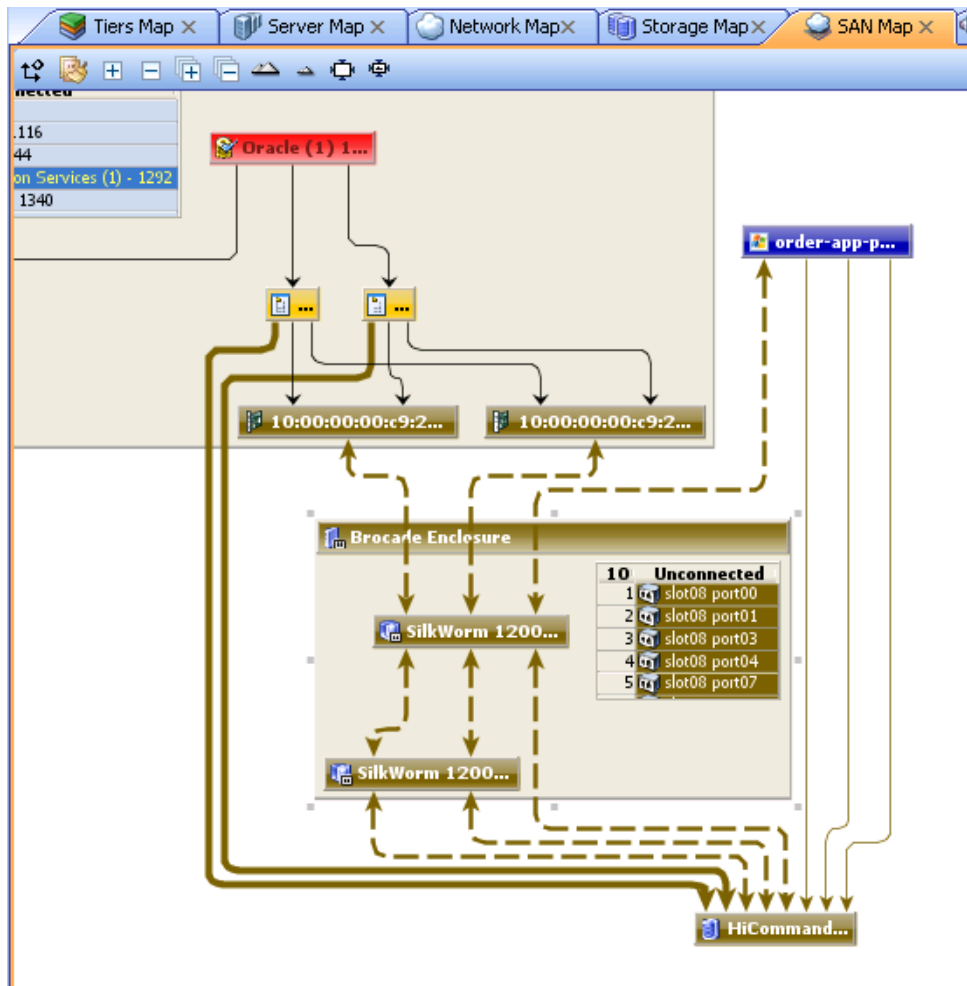 Tiers Map
Server Map
Network Map
Storage Map
SAN Map
.116
44
on Services (1) - 1292
1340
Oracle (1) 1...
order-app-p...
...
...
10:00:00:00:c9:2...
10:00:00:00:c9:2...
Brocade Enclosure
10 Unconnected
1 slot08 port00
2 slot08 port01
3 slot08 port03
4 slot08 port04
5 slot08 port07
SilkWorm 1200...
SilkWorm 1200...
HiCommand...